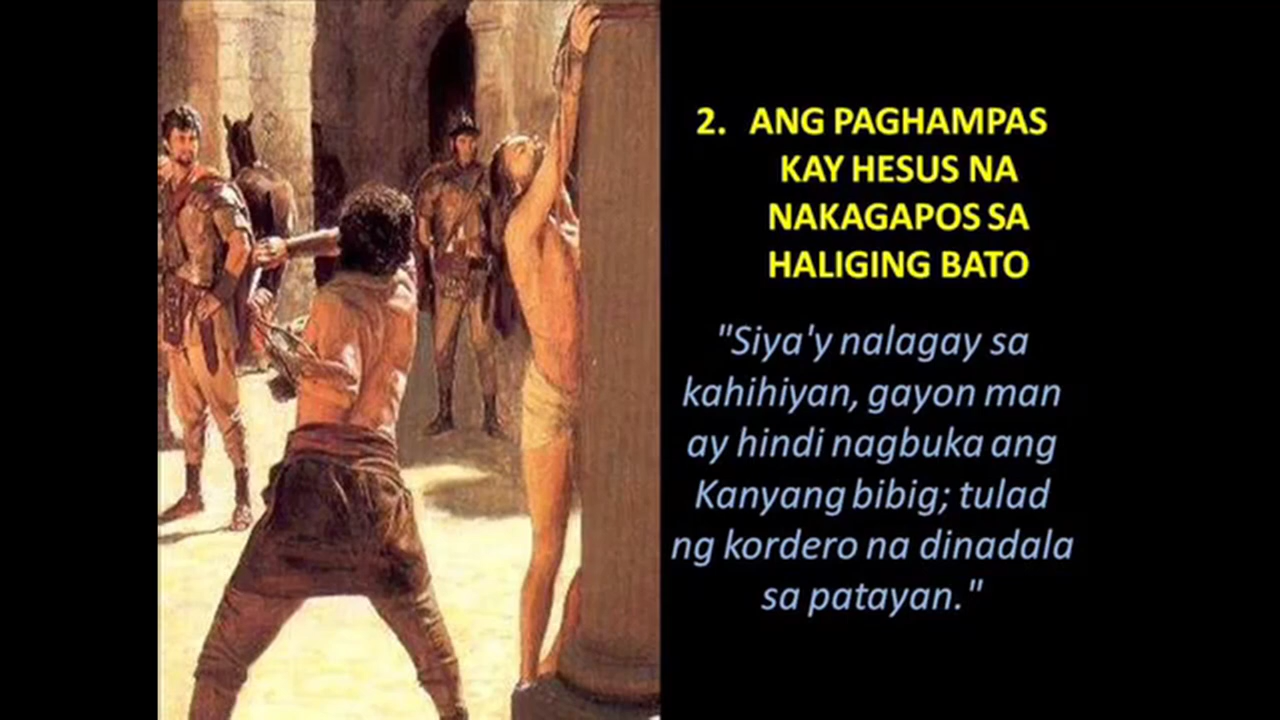 2. ANG PAGHAMPAS
KAY HESUS NA
NAKAGAPOS SA
HALIGING BATO
"Siya'y nalagay sa
kahihiyan, gayon man
ay hindi nagbuka ang
Kanyang bibig; tulad
ng kordero na dinadala
sa patayan."